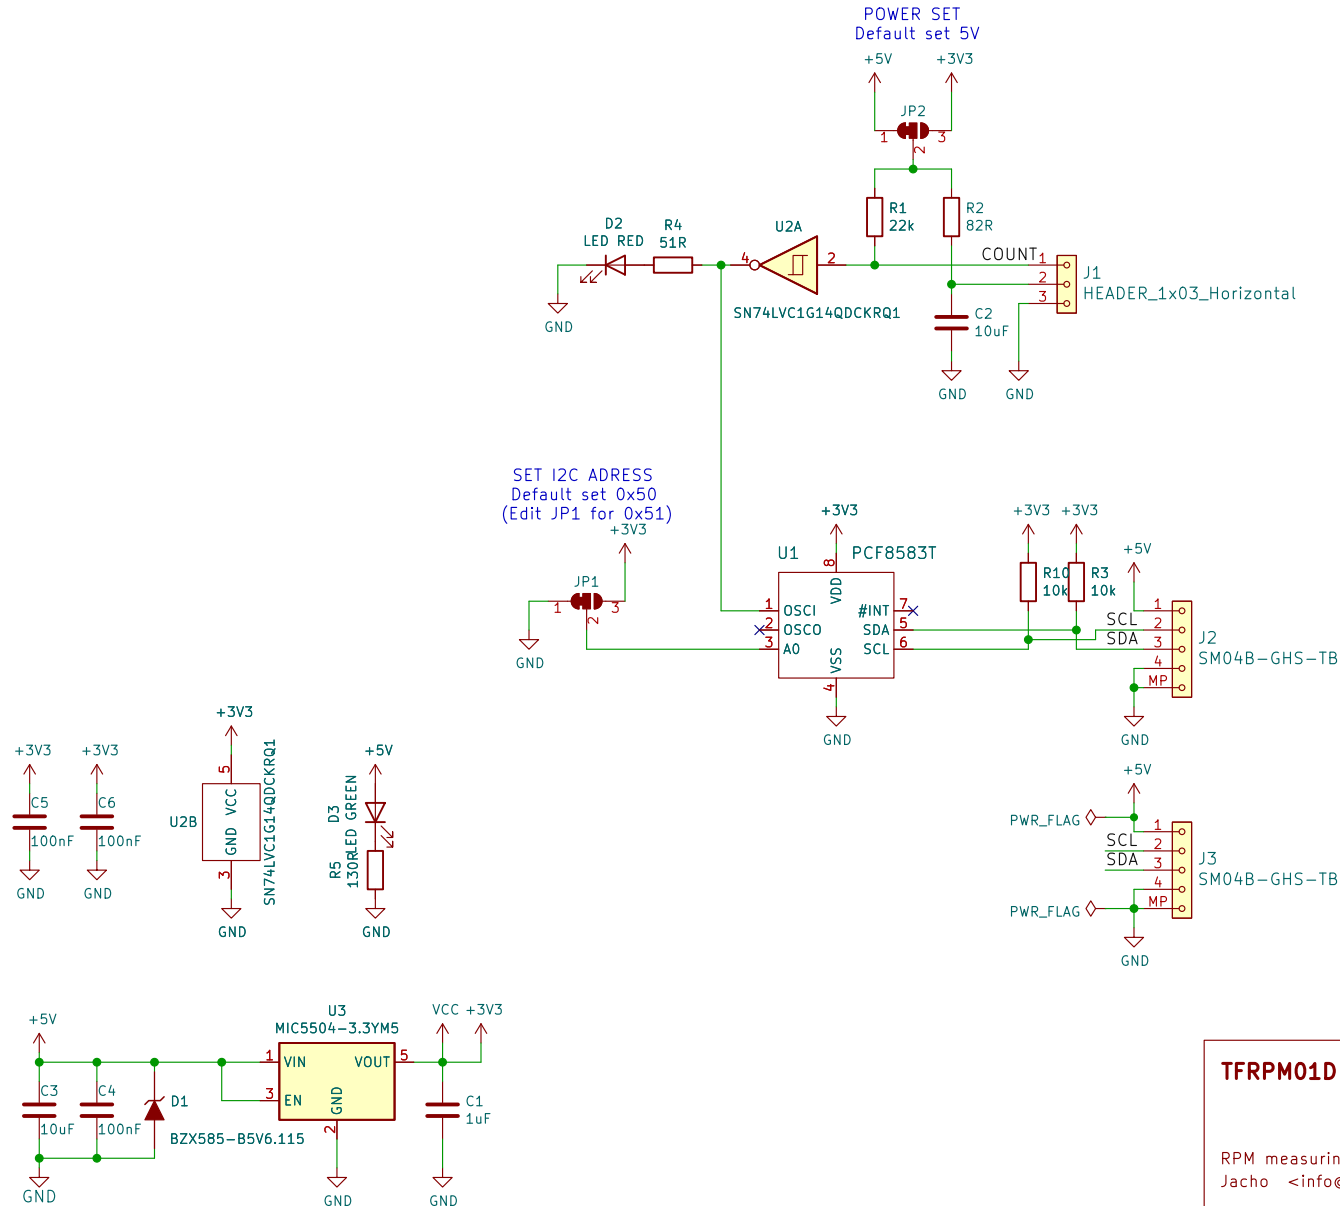 POWER SET
Default set 5V
+5V
+3V3
JP2
1
3
2
R1
22k
R2
82R
D2
LED RED
R4
51R
U2A
4
2
SN74LVC1G14QDCKRQ1
GND
COUNT
1
2
3
J1
HEADER_1x03_Horizontal
C2
10uF
GND
GND
SET I2C ADRESS
Default set 0x50
(Edit JP1 for 0x51)
+3V3
JP1
1
3
2
GND
+3V3
U1
PCF8583T
8
VDD
1
OSCI
2
OSCO
3
A0
#INT
7
SDA
5
SCL
6
VSS
4
GND
+3V3
+3V3
R10
10k
R3
10k
+5V
SCL
SDA
1
2
3
4
MP
J2
SM04B-GHS-TB
GND
+5V
PWR_FLAG
SCL
SDA
PWR_FLAG
1
2
3
4
MP
J3
SM04B-GHS-TB
GND
+3V3
C5
100nF
GND
+3V3
C6
100nF
GND
+3V3
5
U2B
VCC
GND
3
SN74LVC1G14QDCKRQ1
GND
+5V
D3
LED GREEN
R5
130R
GND
+5V
C3
10uF
C4
100nF
D1
BZX585-B5V6.115
GND
U3
MIC5504-3.3YM5
1
VIN
3
EN
VOUT
5
GND
2
GND
VCC
+3V3
C1
1uF
GND
TFRPM01D
RPM measurin
Jacho <info@